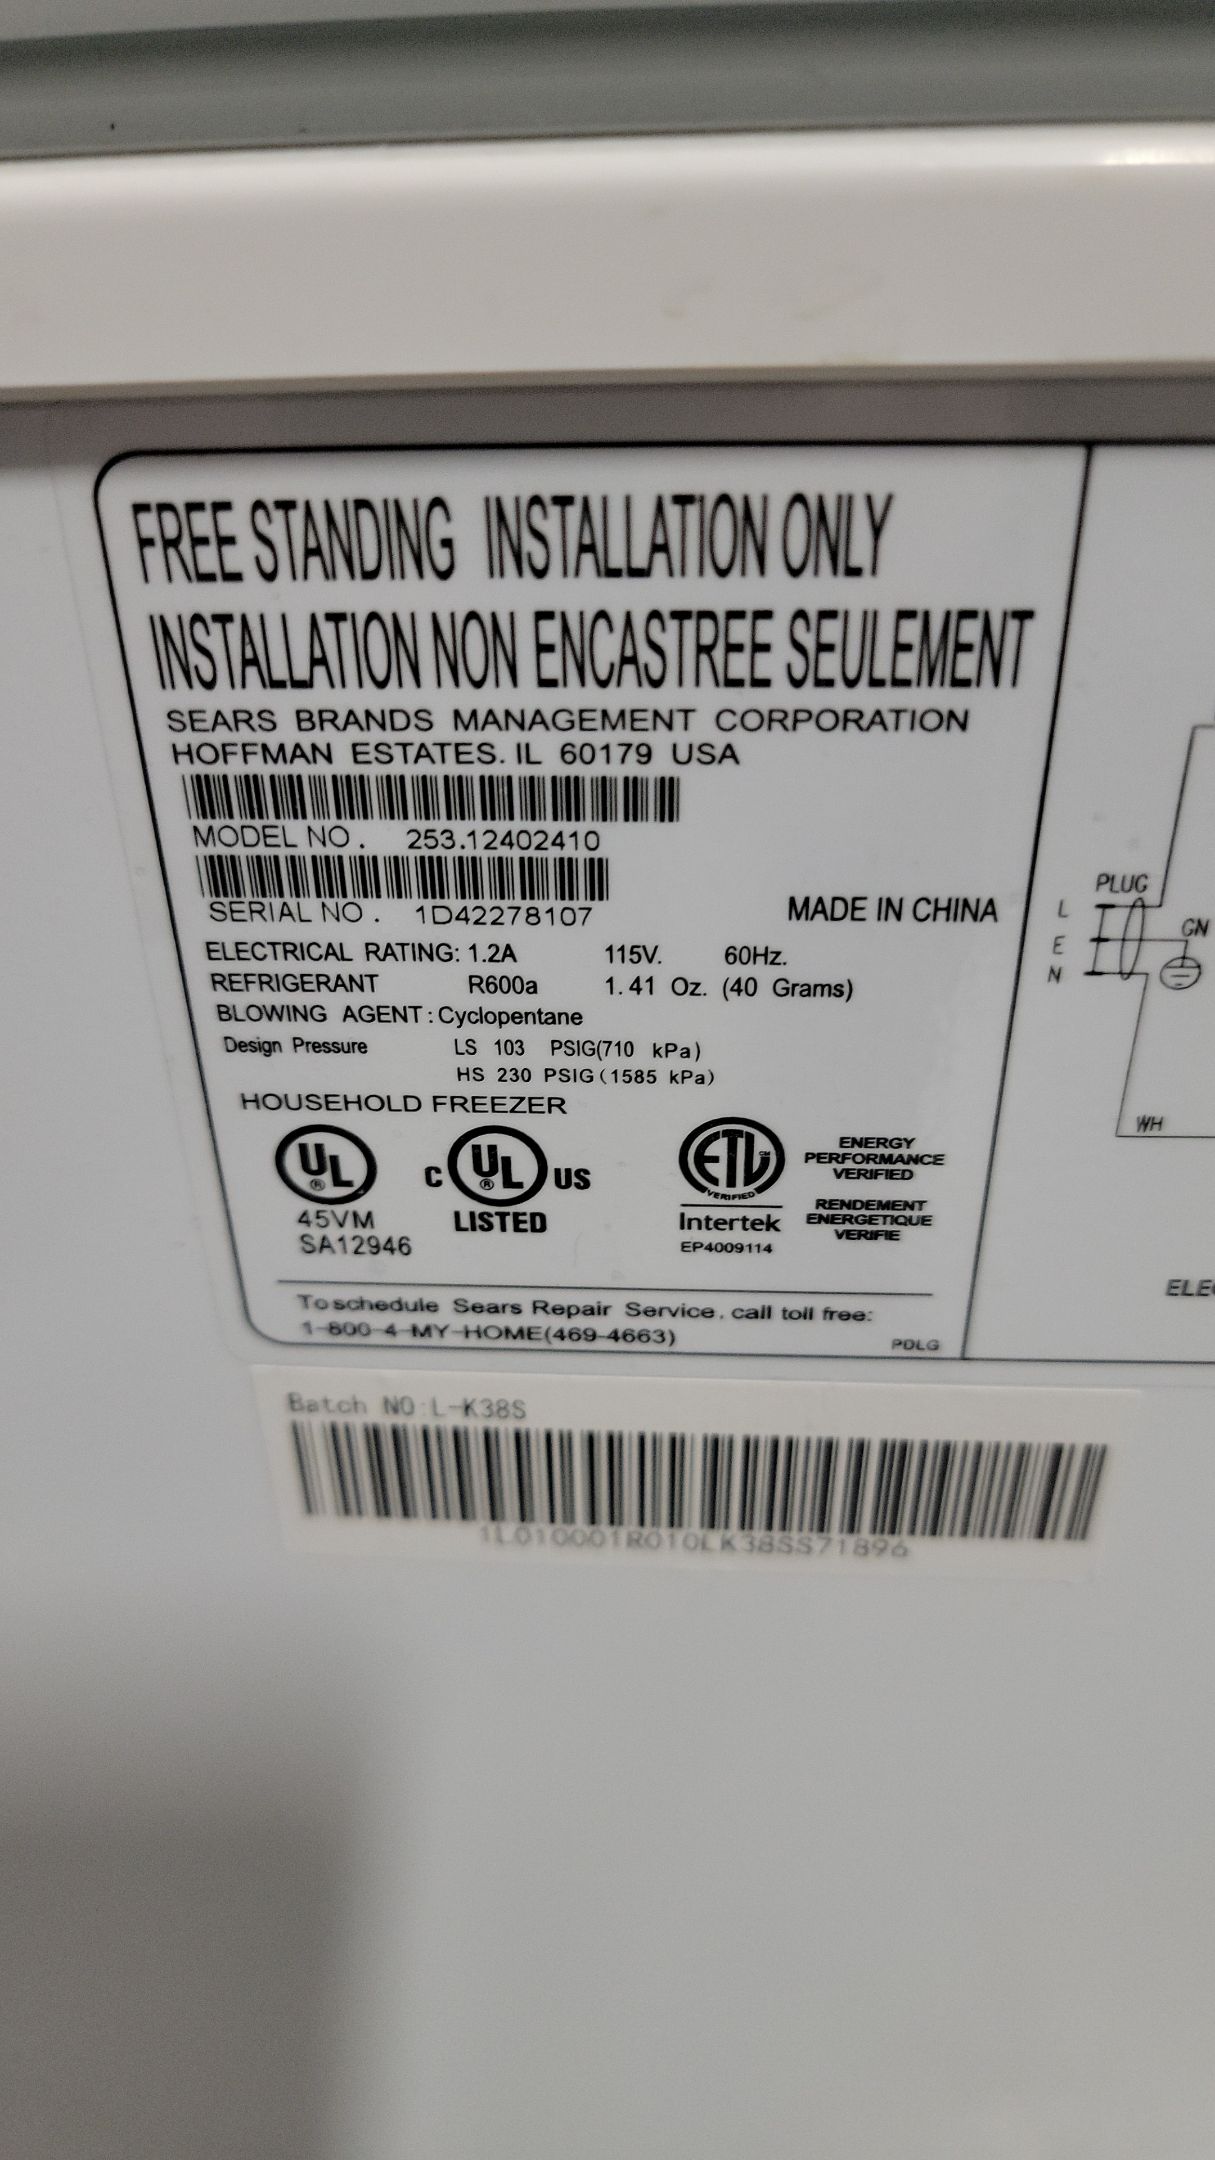 FREE STANDING INSTALLATION ONLY
INSTALLATION NON ENCASTREE SEULEMENT
SEARS BRANDS MANAGEMENT CORPORATION
HOFFMAN ESTATES. IL 60179 USA
MODEL NO. 253.12402410
SERIAL NO. 1D42278107
MADE IN CHINA
ELECTRICAL RATING: 1.2A 115V. 60Hz.
REFRIGERANT R600a 1.41 Oz. (40 Grams)
BLOWING AGENT: Cyclopentane
Design Pressure LS 103 PSIG(710 kPa)
HS 230 PSIG(1585 kPa)
HOUSEHOLD FREEZER
UL ®
45VM
SA12946
C UL ® US
LISTED
ETL CM
VERIFIED
Intertek
EP4009114
ENERGY
PERFORMANCE
VERIFIED
RENDEMENT
ENERGETIQUE
VERIFIE
To schedule Sears Repair Service, call toll free:
1-800-4-MY-HOME(469-4663)
PDLG
PLUG
L
E
N
GN
WH
Batch NO:L-K38S
1L010001R010LK38SS71896